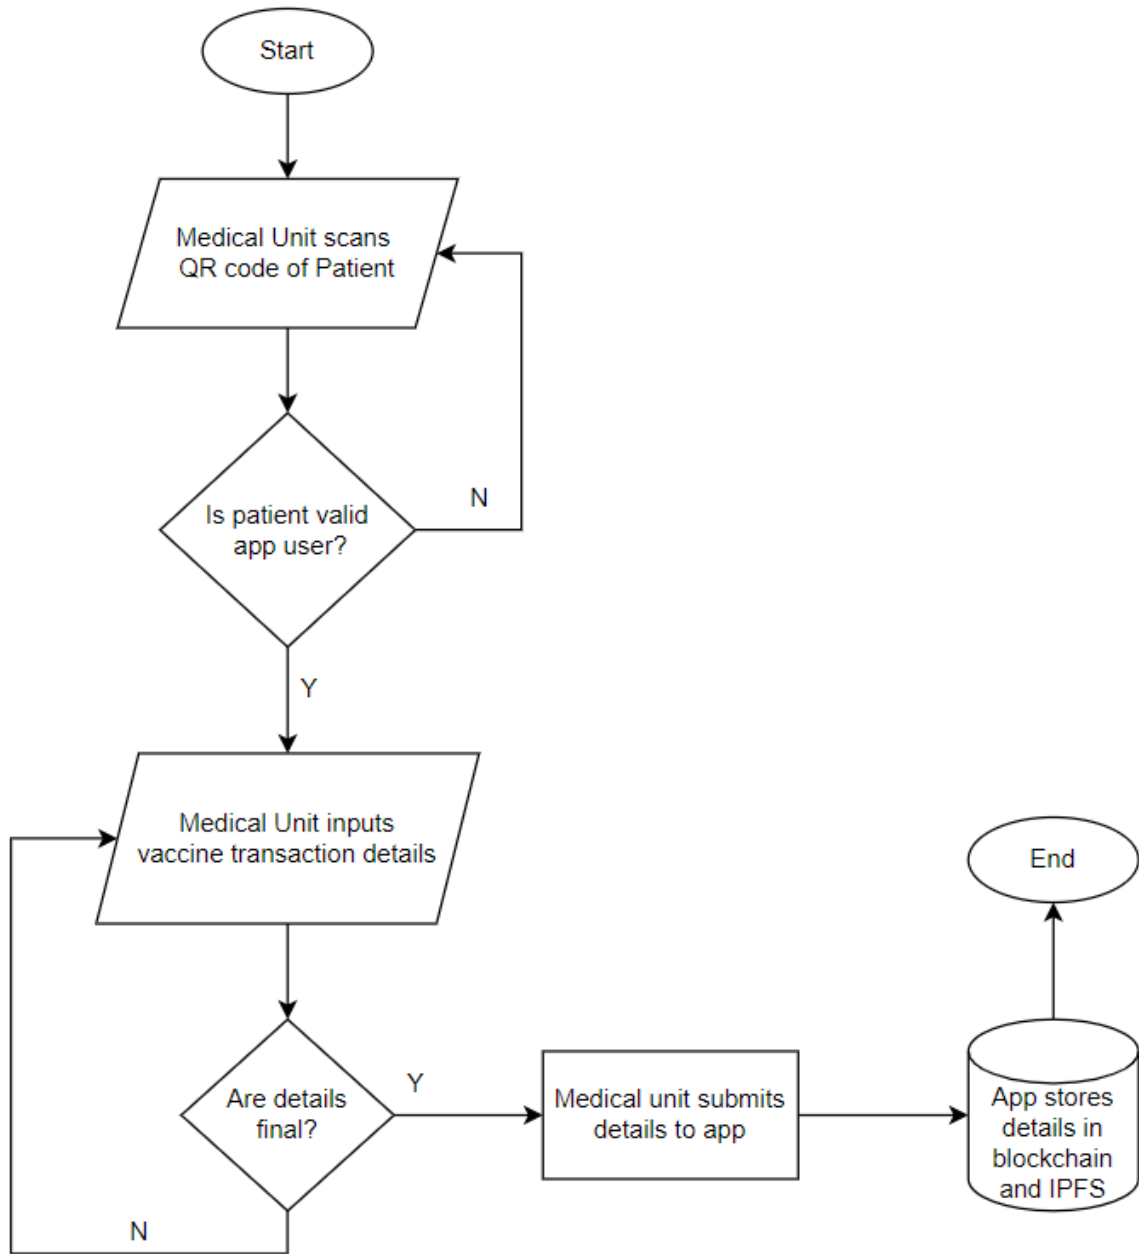 Start
Medical Unit scans
QR code of Patient
N
Is patient valid
app user?
Y
Medical Unit inputs
vaccine transaction details
End
Are details
final?
Y
Medical unit submits
details to app
App stores
details in
blockchain
and IPFS
N